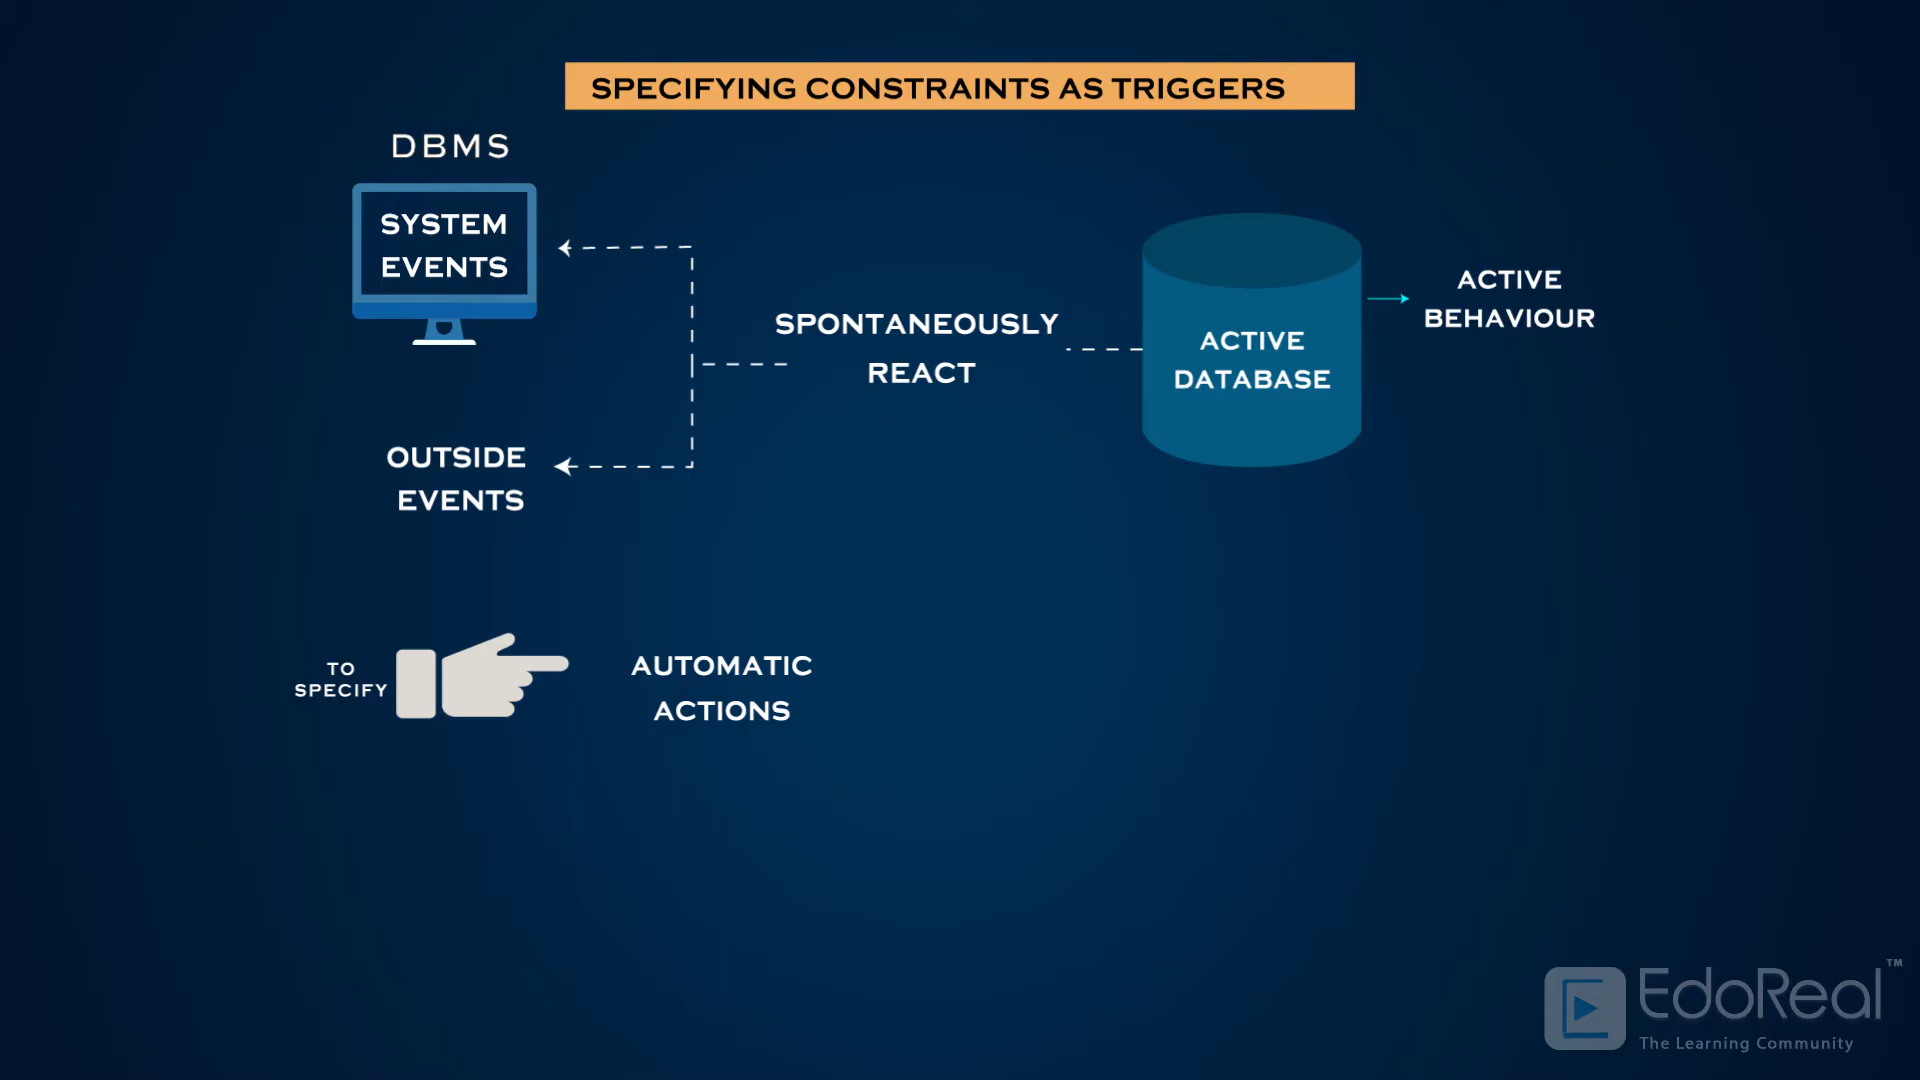 SPECIFYING CONSTRAINTS AS TRIGGERS
DBMS
SYSTEM
EVENTS
SPONTANEOUSLY
REACT
ACTIVE
DATABASE
ACTIVE
BEHAVIOUR
OUTSIDE
EVENTS
TO
SPECIFY
AUTOMATIC
ACTIONS
EdoReal™
The Learning Community